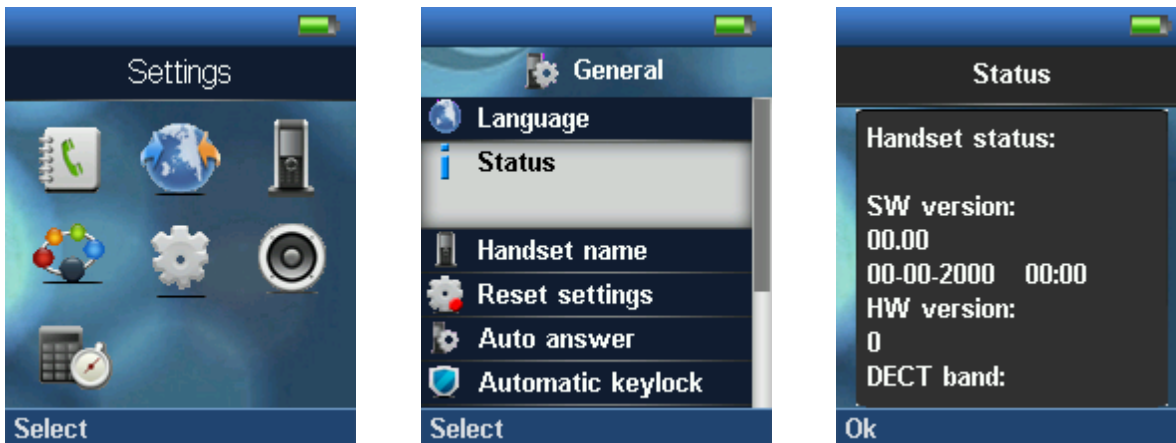 Settings
Select
General
Language
Status
Handset name
Reset settings
Auto answer
Automatic keylock
Select
Status
Handset status:
SW version:
00.00
00-00-2000 00:00
HW version:
0
DECT band:
Ok